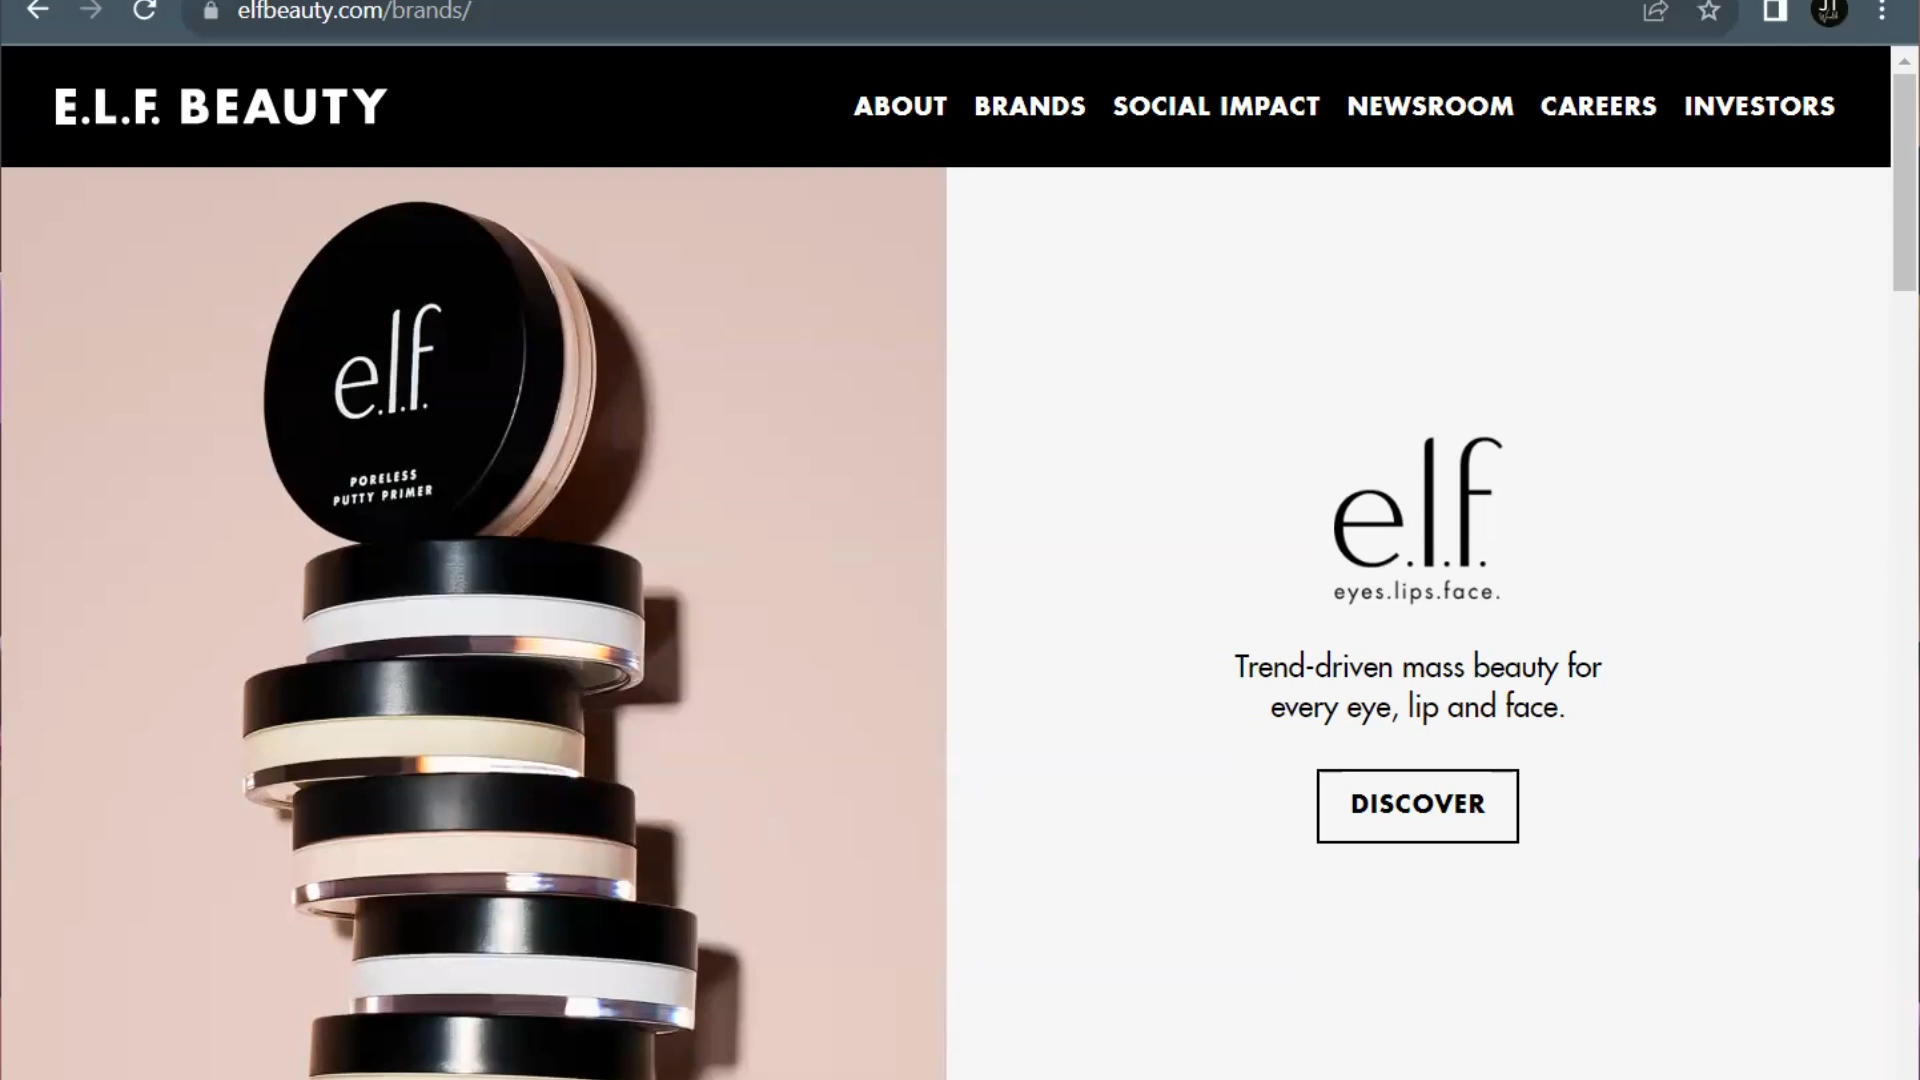 elfbeauty.com/brands/
E.L.F. BEAUTY
ABOUT BRANDS SOCIAL IMPACT NEWSROOM CAREERS INVESTORS
e.l.f.
PORELESS
PUTTY PRIMER
e.l.f.
eyes.lips.face.
Trend-driven mass beauty for
every eye, lip and face.
DISCOVER